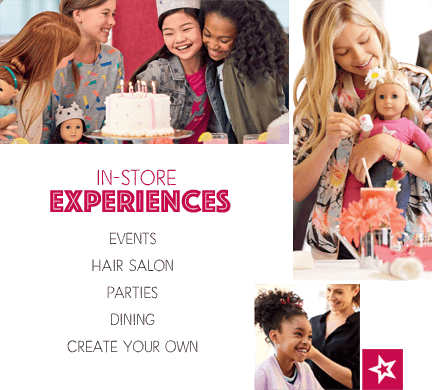 IN-STORE
EXPERIENCES
EVENTS
HAIR SALON
PARTIES
DINING
CREATE YOUR OWN